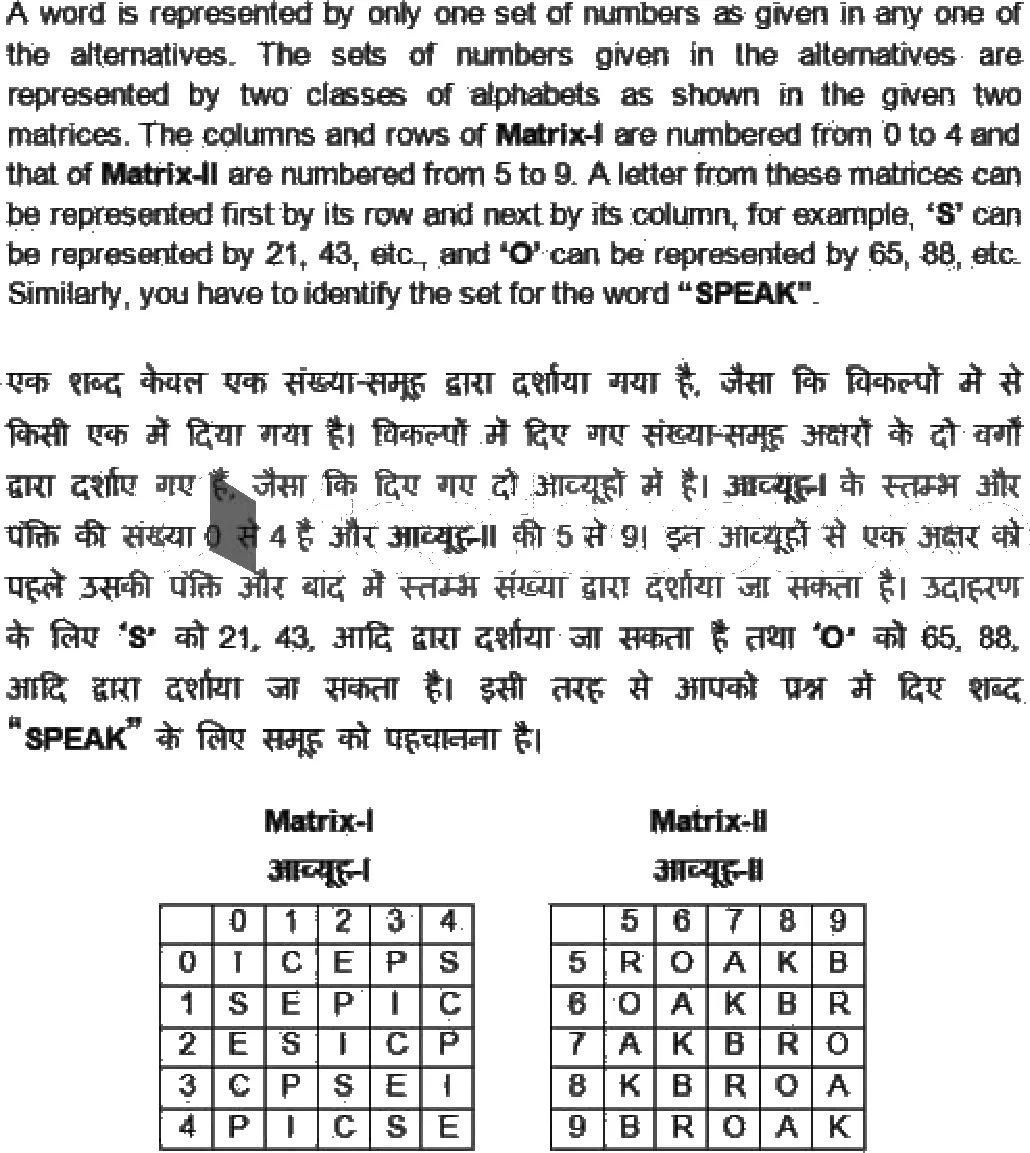 A word is represented by only one set of numbers as given in any one of
the alternatives. The sets of numbers given in the alternatives are
represented by two classes of alphabets as shown in the given two
matrices. The columns and rows of Matrix-I are numbered from 0 to 4 and
that of Matrix-II are numbered from 5 to 9. A letter from these matrices can
be represented first by its row and next by its column, for example, ‘S’ can
be represented by 21, 43, etc., and ‘O’ can be represented by 65, 88, etc.
Similarly, you have to identify the set for the word “SPEAK”.
एक शब्द केवल एक संख्या-समूह द्वारा दर्शाया गया है, जैसा कि विकल्पों में से
किसी एक में दिया गया है। विकल्पों में दिए गए संख्या-समूह अक्षरों के दो वर्गों
द्वारा दर्शाए गए हैं, जैसा कि दिए गए दो आव्यूहों में है। आव्यूह-I के स्तम्भ और
पंक्ति की संख्या 0 से 4 है और आव्यूह-II की 5 से 9। इन आव्यूहों से एक अक्षर को
पहले उसकी पंक्ति और बाद में स्तम्भ संख्या द्वारा दर्शाया जा सकता है। उदाहरण
के लिए ‘S’ को 21, 43, आदि द्वारा दर्शाया जा सकता है तथा ‘O’ को 65, 88,
आदि द्वारा दर्शाया जा सकता है। इसी तरह से आपको प्रश्न में दिए शब्द
“SPEAK” के लिए समूह को पहचानना है।
Matrix-I Matrix-II
आव्यूह-I आव्यूह-II
0 1 2 3 4 5 6 7 8 9
0 I C E P S 5 R O A K B
1 S E P I C 6 O A K B R
2 E S I C P 7 A K B R O
3 C P S E I 8 K B R O A
4 P I C S E 9 B R O A K